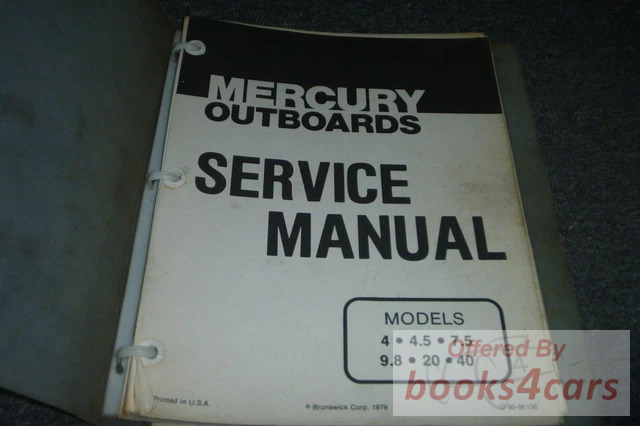 MERCURY
OUTBOARDS
SERVICE
MANUAL
MODELS
4 • 4.5 • 7.5
9.8 • 20 • 40
Offered By
books4cars
Printed in U.S.A.
© Brunswick Corp. 1979